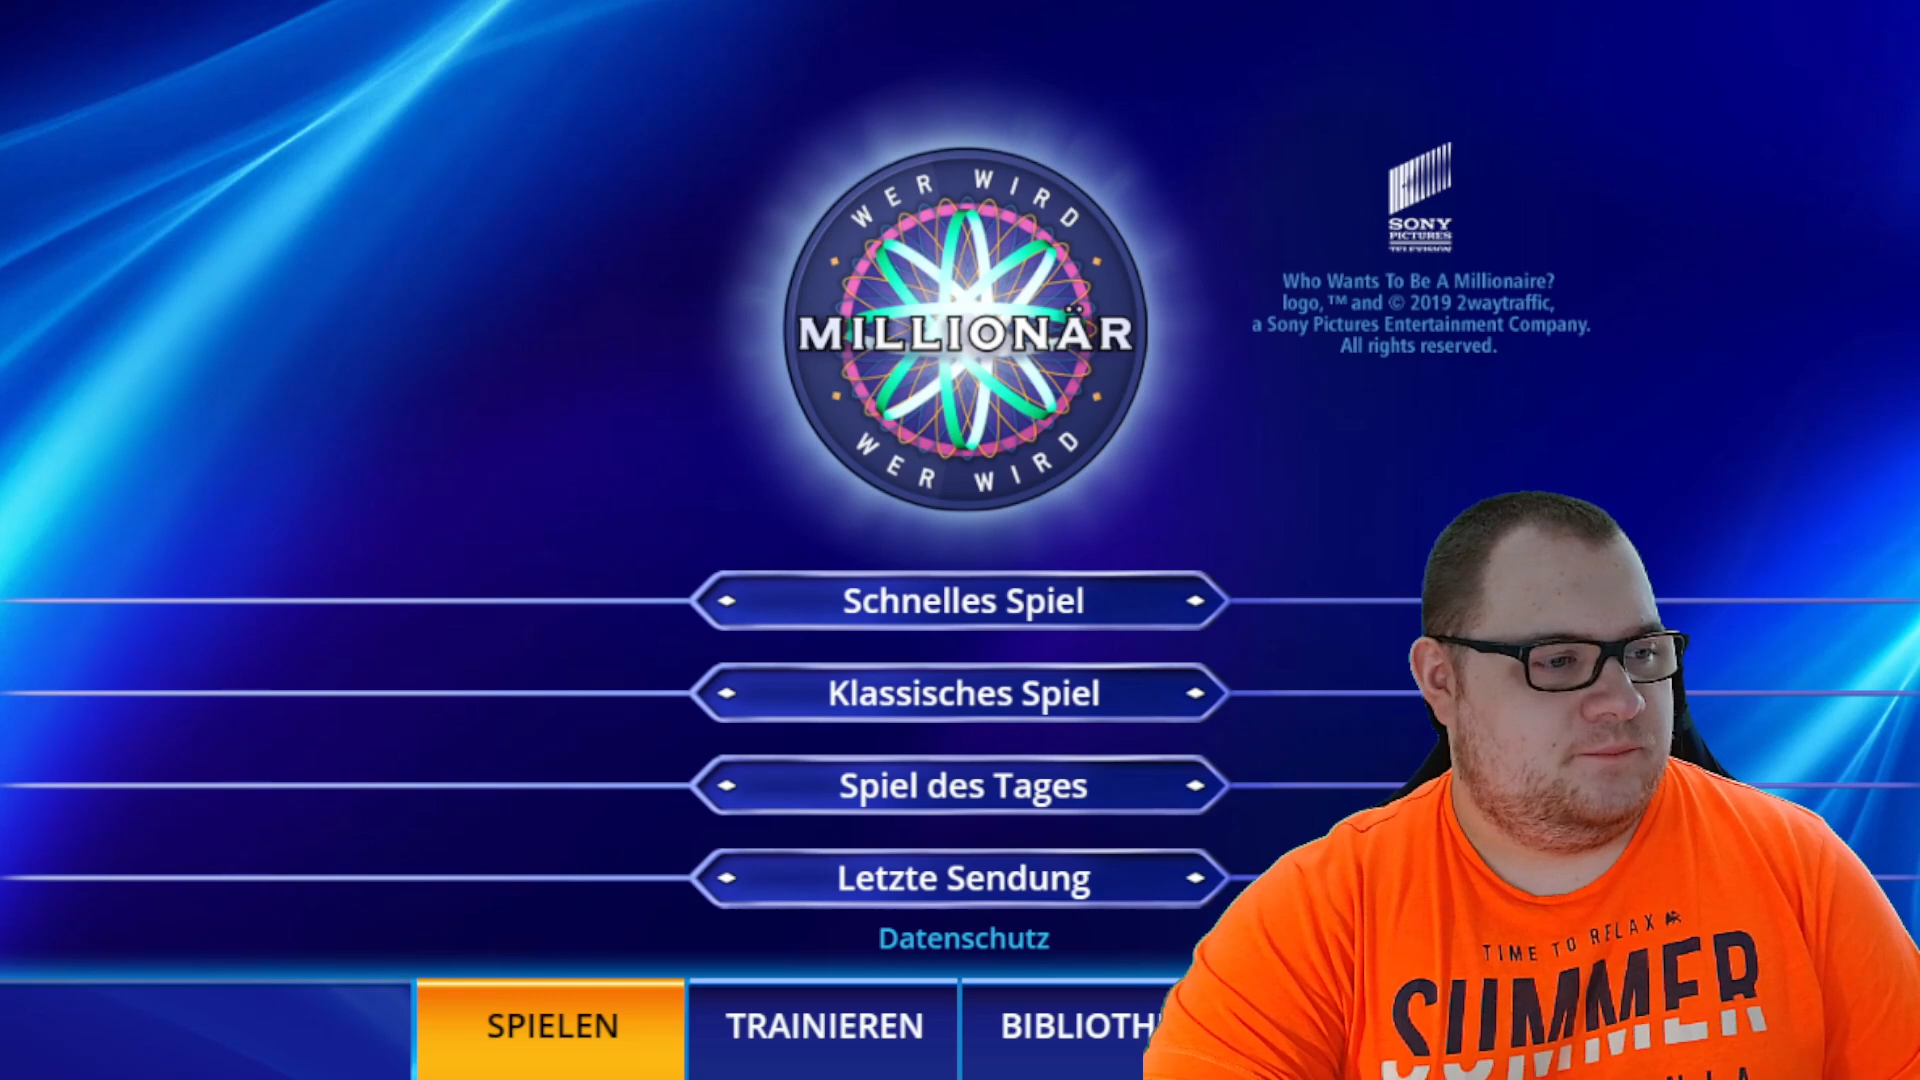 WER WIRD
MILLIONÄR
WER WIRD
SONY
PICTURES
TELEVISION
Who Wants To Be A Millionaire?
logo, ™ and © 2019 2waytraffic,
a Sony Pictures Entertainment Company.
All rights reserved.
Schnelles Spiel
Klassisches Spiel
Spiel des Tages
Letzte Sendung
Datenschutz
SPIELEN
TRAINIEREN
TIME TO RELAX
SUMMER